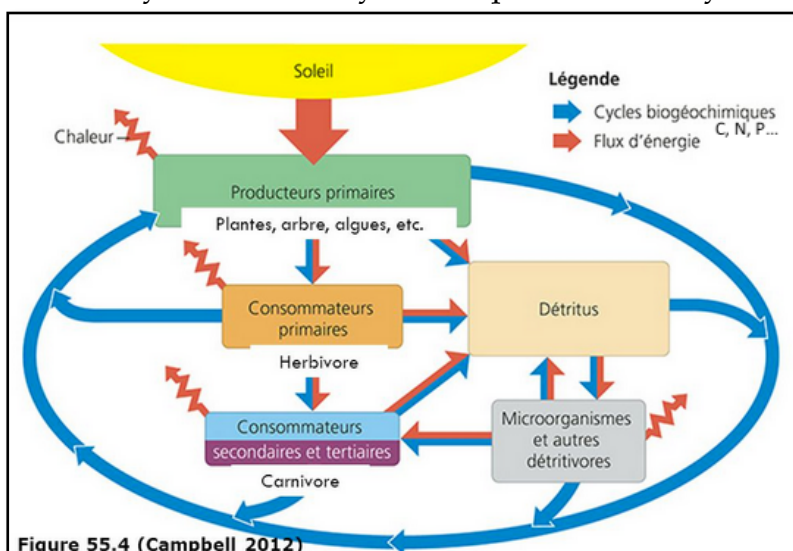 Soleil
Légende
Cycles biogéochimiques
C, N, P...
Flux d'énergie
Chaleur
Producteurs primaires
Plantes, arbre, algues, etc.
Consommateurs
primaires
Détritus
Herbivore
Consommateurs
secondaires et tertiaires
Microorganismes
et autres
détritivores
Carnivore
Figure 55.4 (Campbell 2012)